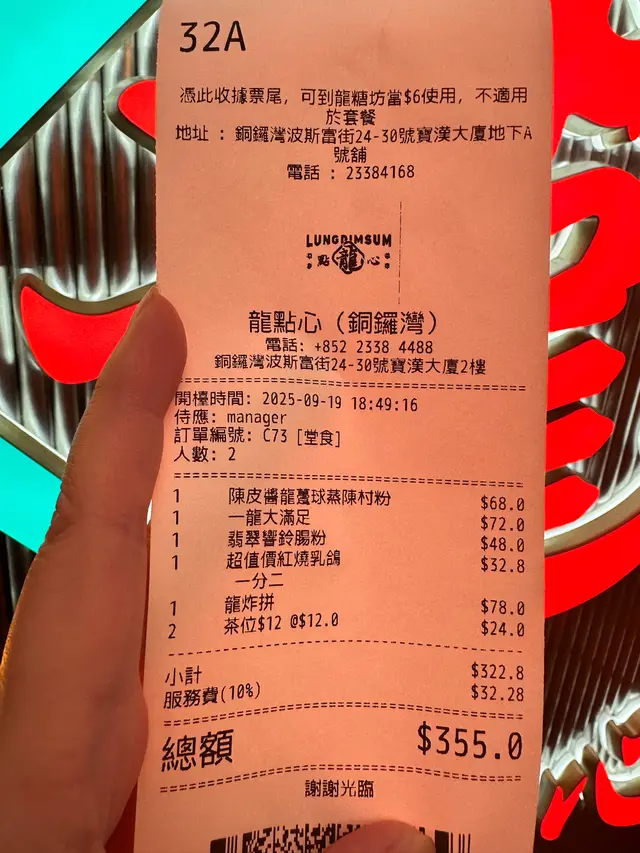 32A
憑此收據票尾，可到龍糖坊當$6使用，不適用
於套餐
地址 : 銅鑼灣波斯富街24-30號寶漢大廈地下A
號舖
電話 : 23384168
LUNGDIMSUM
點 龍 心
龍點心（銅鑼灣）
電話: +852 2338 4488
銅鑼灣波斯富街24-30號寶漢大廈2樓
開檯時間: 2025-09-19 18:49:16
侍應: manager
訂單編號: C73 [堂食]
人數: 2
1 陳皮醬龍躉球蒸陳村粉 $68.0
1 一龍大滿足 $72.0
1 翡翠響鈴腸粉 $48.0
1 超值價紅燒乳鴿 $32.8
一分二
1 龍炸拼 $78.0
2 茶位$12 @$12.0 $24.0
小計 $322.8
服務費(10%) $32.28
總額 $355.0
謝謝光臨